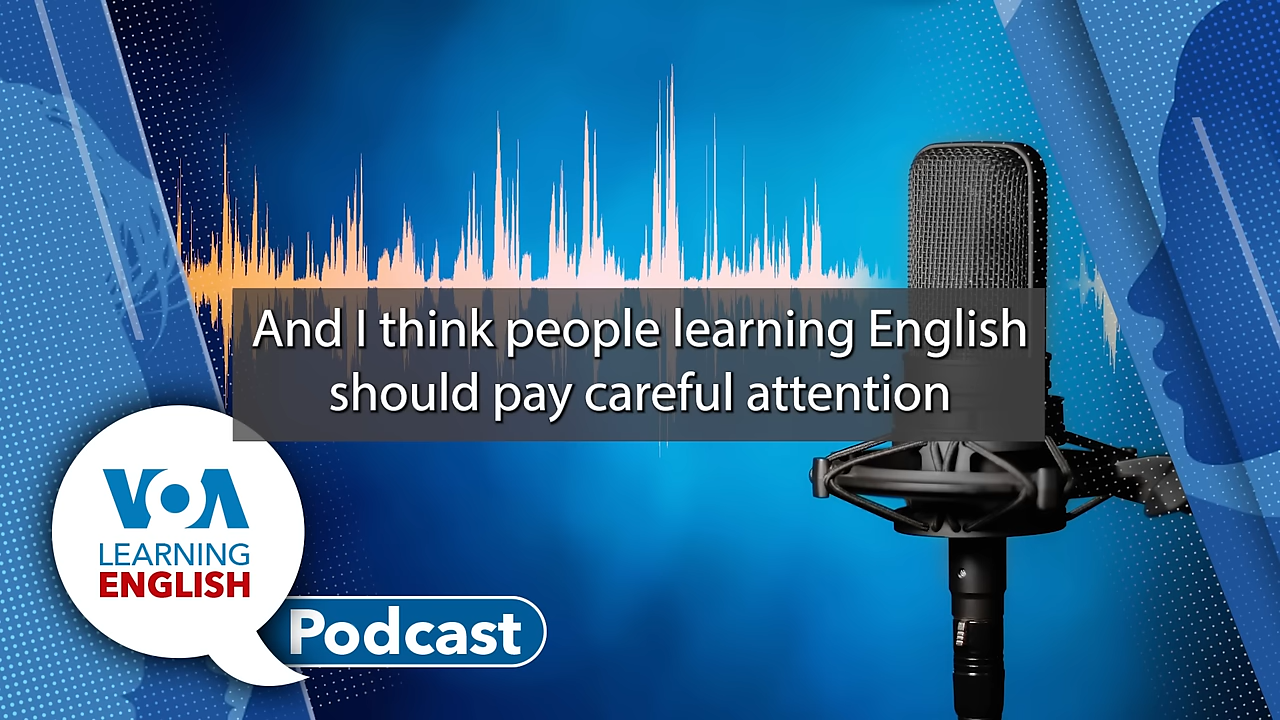 And I think people learning English
should pay careful attention
VOA
LEARNING
ENGLISH
Podcast